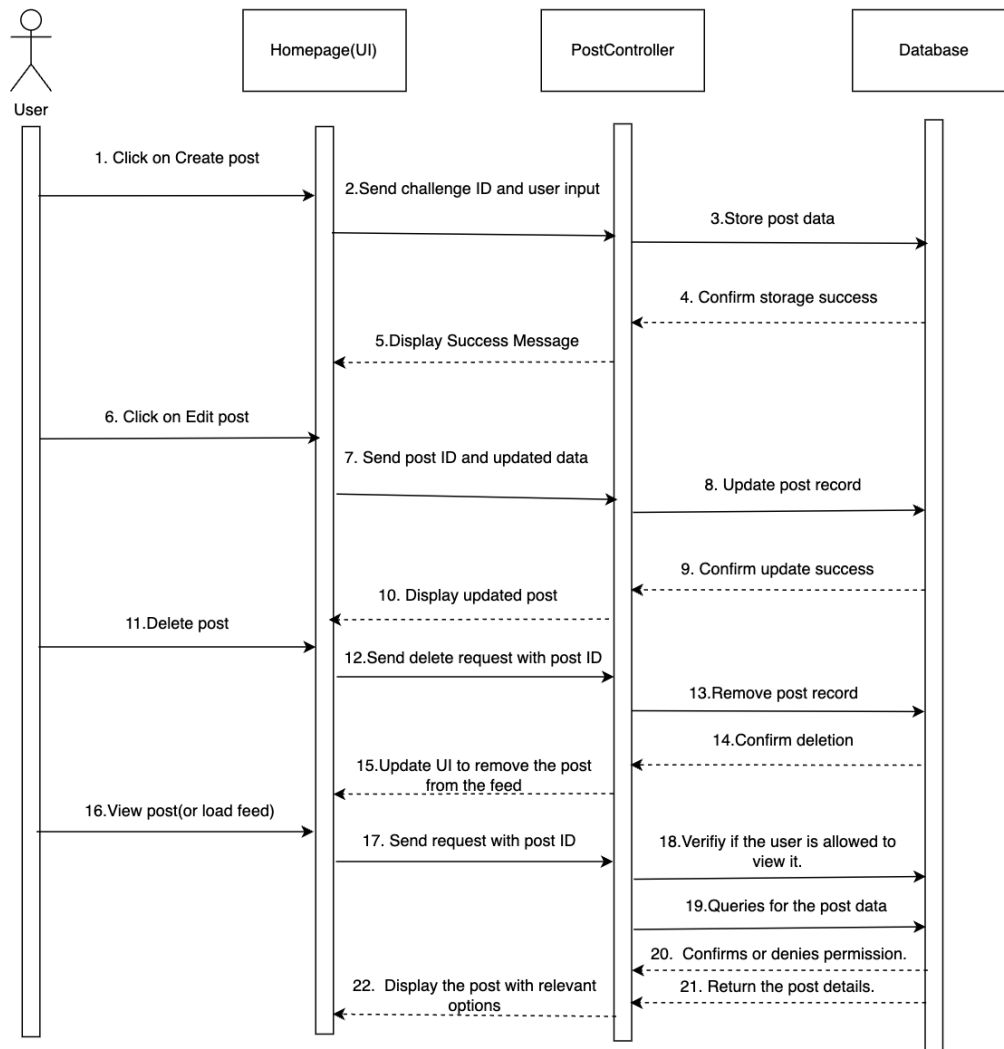 Homepage(UI)
PostController
Database
User
1. Click on Create post
2.Send challenge ID and user input
3.Store post data
4. Confirm storage success
5.Display Success Message
6. Click on Edit post
7. Send post ID and updated data
8. Update post record
9. Confirm update success
10. Display updated post
11.Delete post
12.Send delete request with post ID
13.Remove post record
14.Confirm deletion
15.Update UI to remove the post
from the feed
16.View post(or load feed)
17. Send request with post ID
18.Verifiy if the user is allowed to
view it.
19.Queries for the post data
20. Confirms or denies permission.
21. Return the post details.
22. Display the post with relevant
options